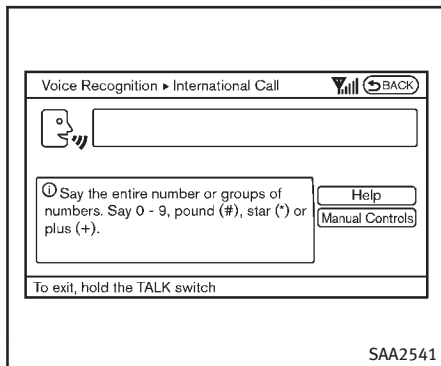 Voice Recognition ▸ International Call
BACK
ⓘ Say the entire number or groups of
numbers. Say 0 - 9, pound (#), star (*) or
plus (+).
Help
Manual Controls
To exit, hold the TALK switch
SAA2541